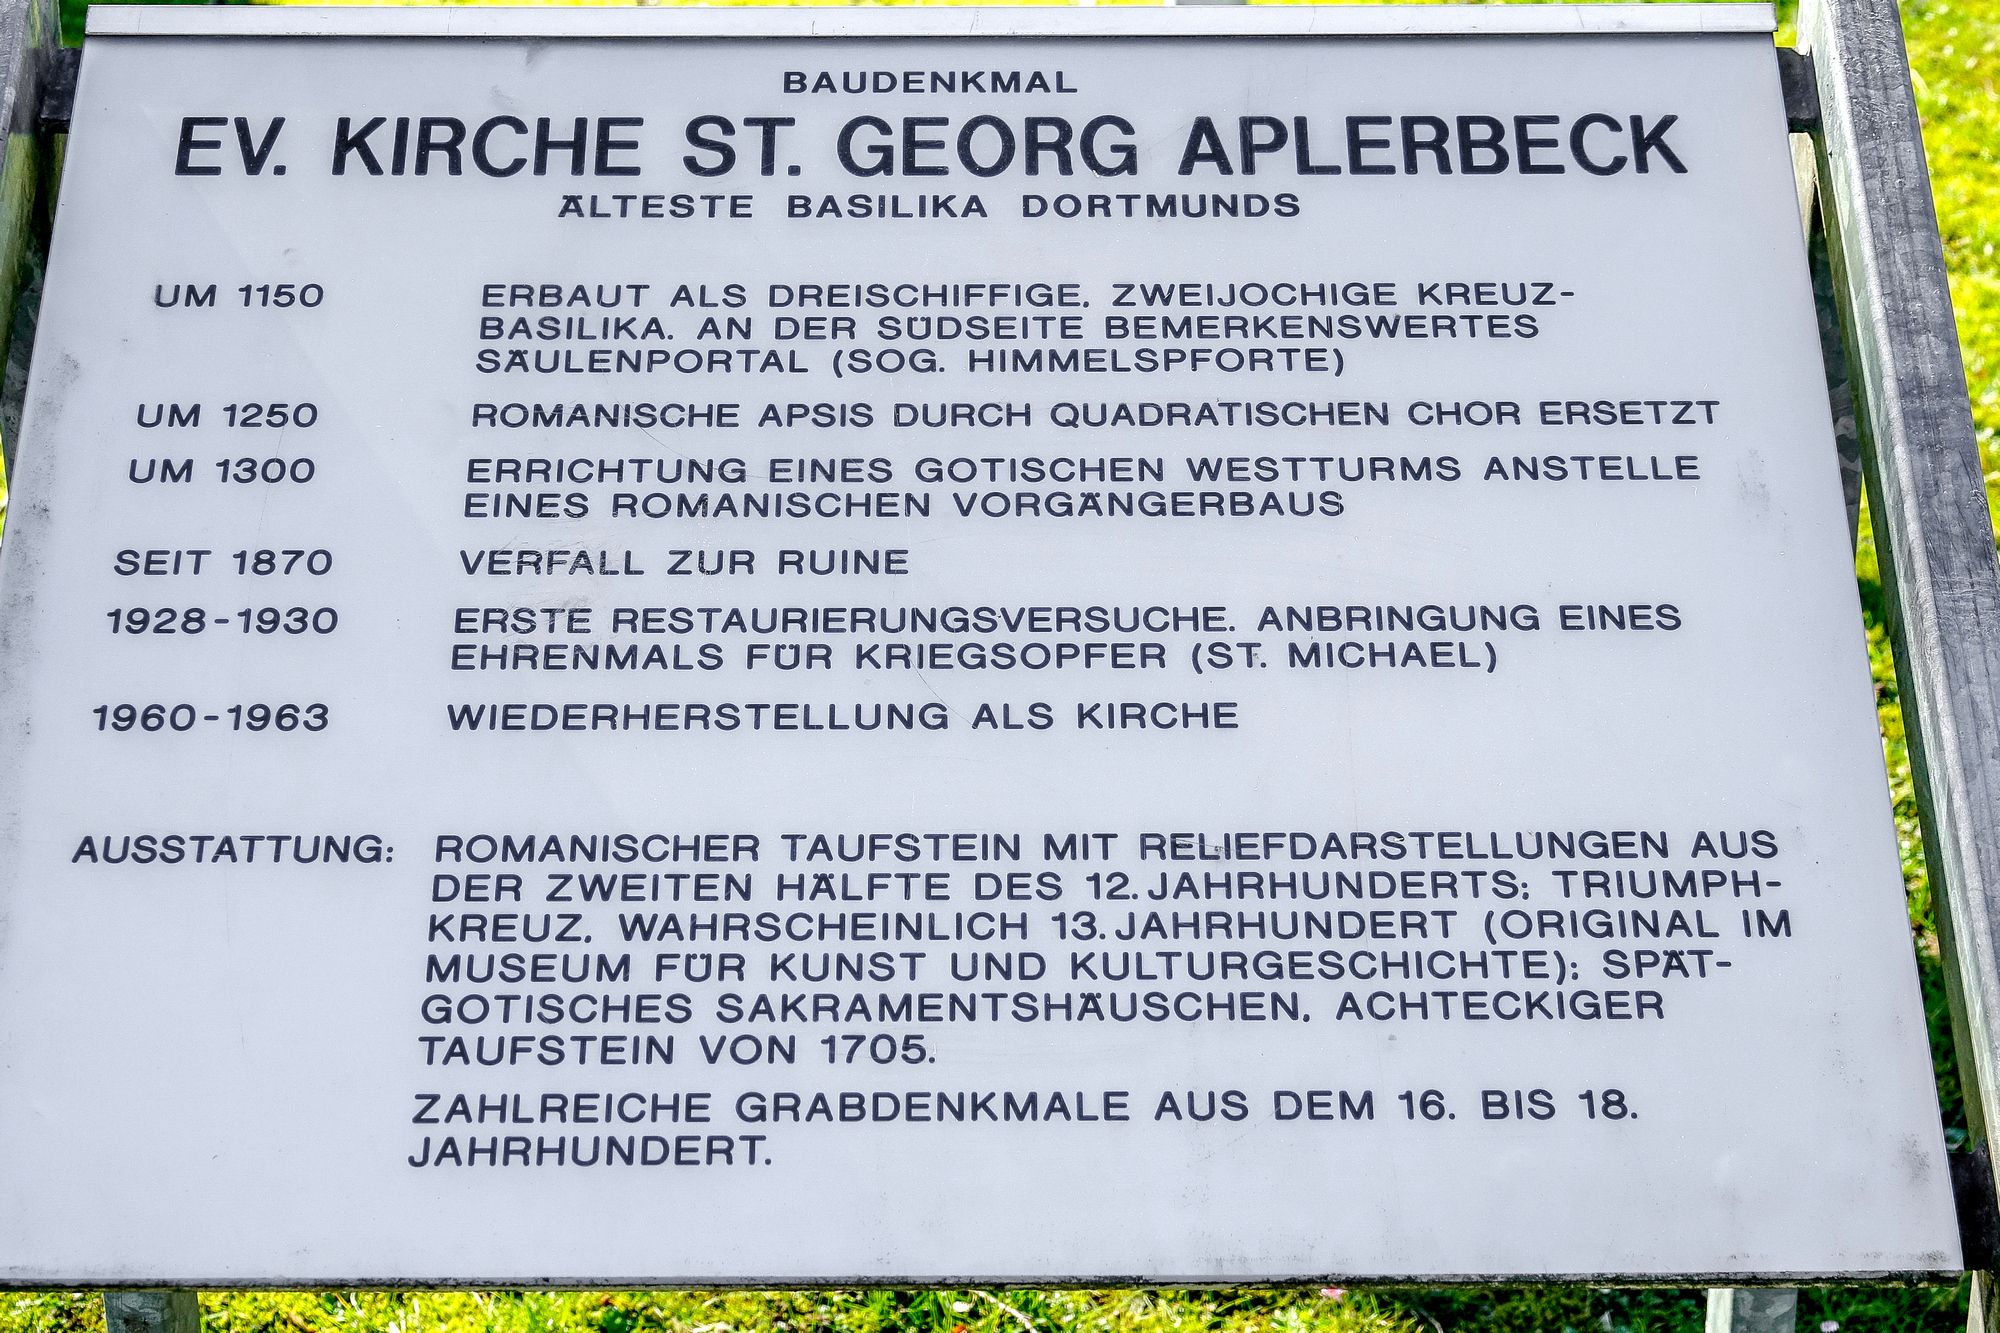 BAUDENKMAL
EV. KIRCHE ST. GEORG APLERBECK
ÄLTESTE BASILIKA DORTMUNDS
UM 1150 ERBAUT ALS DREISCHIFFIGE, ZWEIJOCHIGE KREUZ-
BASILIKA. AN DER SÜDSEITE BEMERKENSWERTES
SÄULENPORTAL (SOG. HIMMELSPFORTE)
UM 1250 ROMANISCHE APSIS DURCH QUADRATISCHEN CHOR ERSETZT
UM 1300 ERRICHTUNG EINES GOTISCHEN WESTTURMS ANSTELLE
EINES ROMANISCHEN VORGÄNGERBAUS
SEIT 1870 VERFALL ZUR RUINE
1928-1930 ERSTE RESTAURIERUNGSVERSUCHE. ANBRINGUNG EINES
EHRENMALS FÜR KRIEGSOPFER (ST. MICHAEL)
1960-1963 WIEDERHERSTELLUNG ALS KIRCHE
AUSSTATTUNG: ROMANISCHER TAUFSTEIN MIT RELIEFDARSTELLUNGEN AUS
DER ZWEITEN HÄLFTE DES 12. JAHRHUNDERTS; TRIUMPH-
KREUZ, WAHRSCHEINLICH 13. JAHRHUNDERT (ORIGINAL IM
MUSEUM FÜR KUNST UND KULTURGESCHICHTE); SPÄT-
GOTISCHES SAKRAMENTSHÄUSCHEN, ACHTECKIGER
TAUFSTEIN VON 1705.
ZAHLREICHE GRABDENKMALE AUS DEM 16. BIS 18.
JAHRHUNDERT.